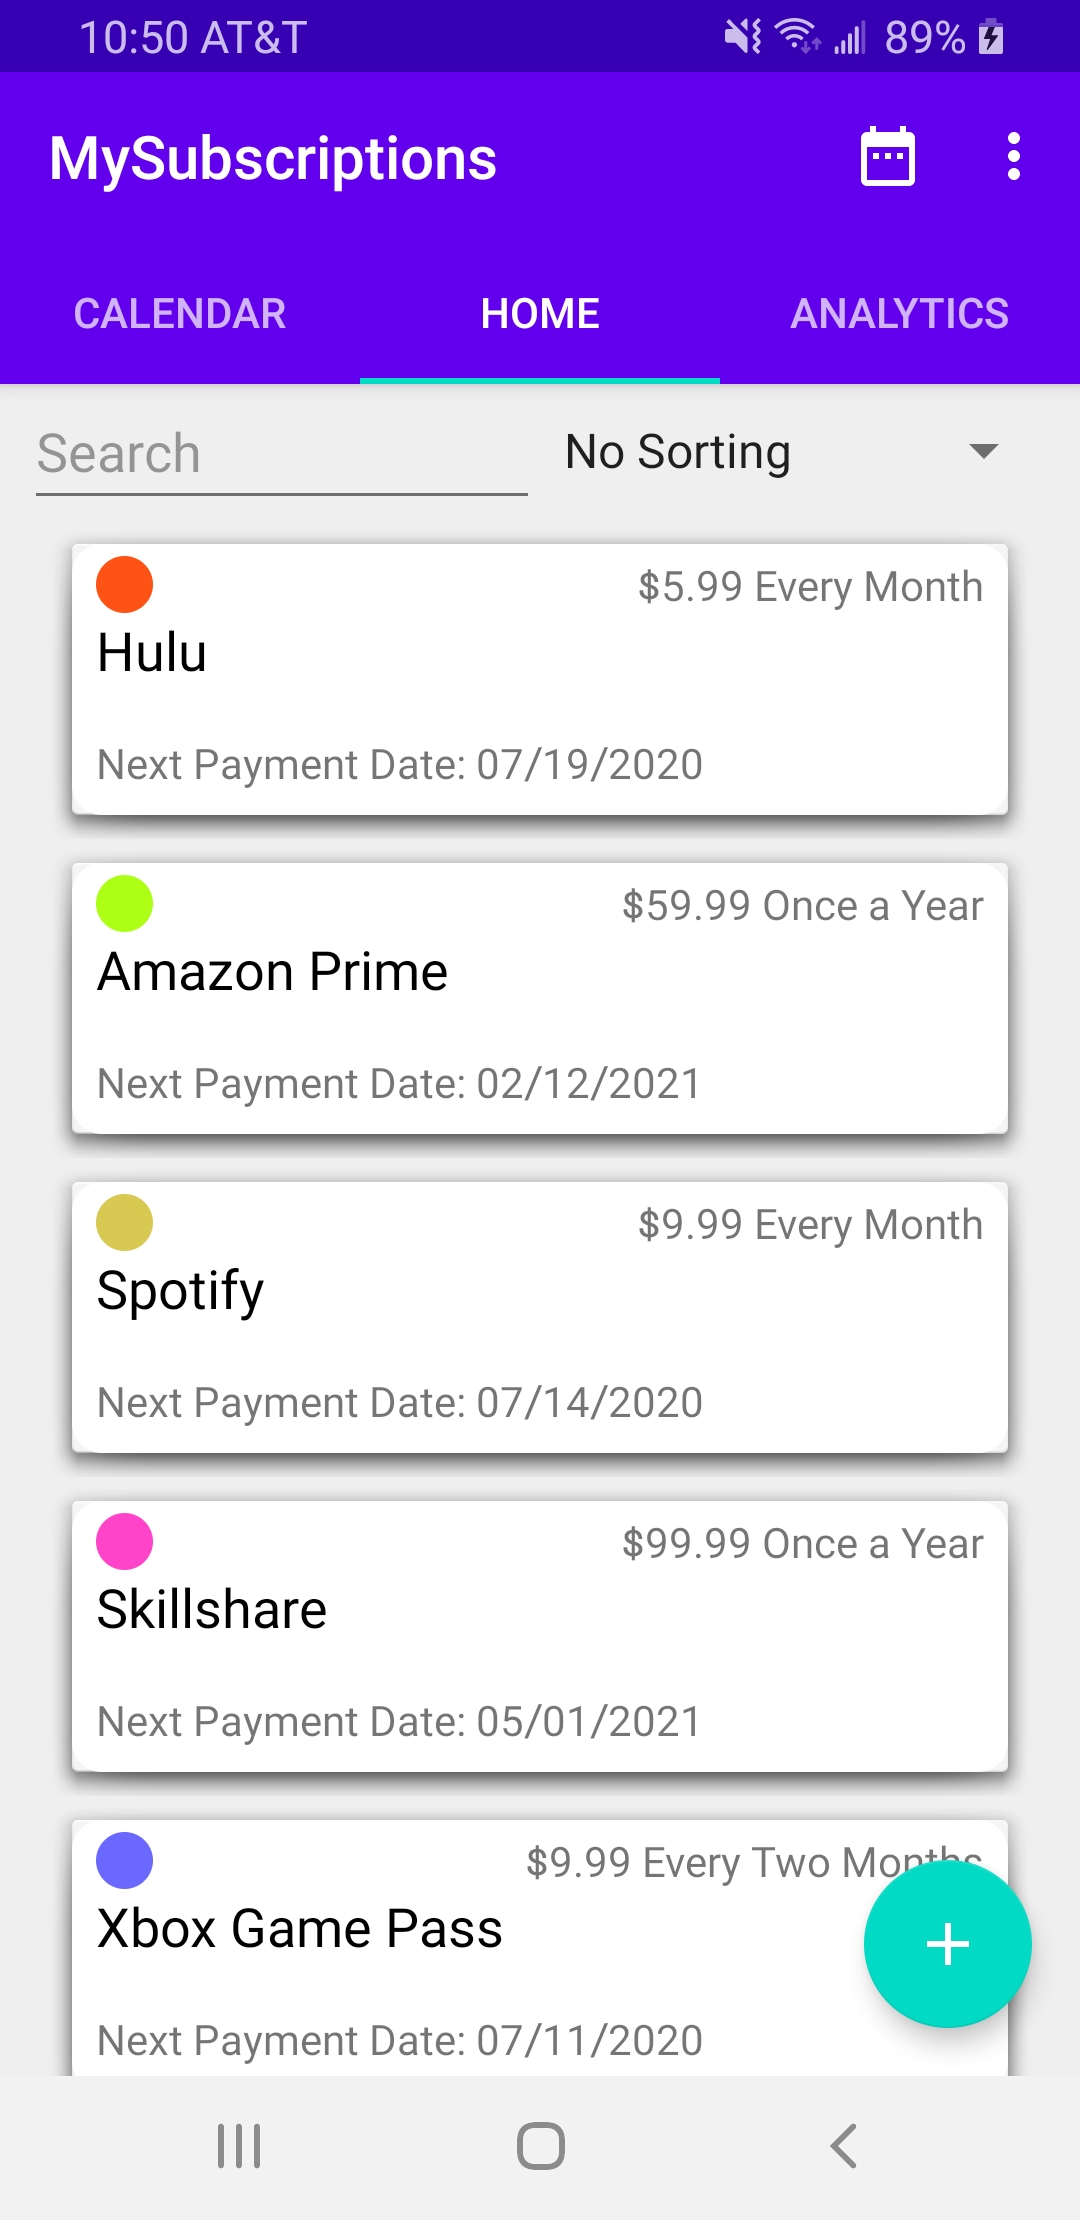 10:50 AT&T 89%
MySubscriptions
CALENDAR HOME ANALYTICS
Search No Sorting
$5.99 Every Month
Hulu
Next Payment Date: 07/19/2020
$59.99 Once a Year
Amazon Prime
Next Payment Date: 02/12/2021
$9.99 Every Month
Spotify
Next Payment Date: 07/14/2020
$99.99 Once a Year
Skillshare
Next Payment Date: 05/01/2021
$9.99 Every Two Months
Xbox Game Pass
Next Payment Date: 07/11/2020